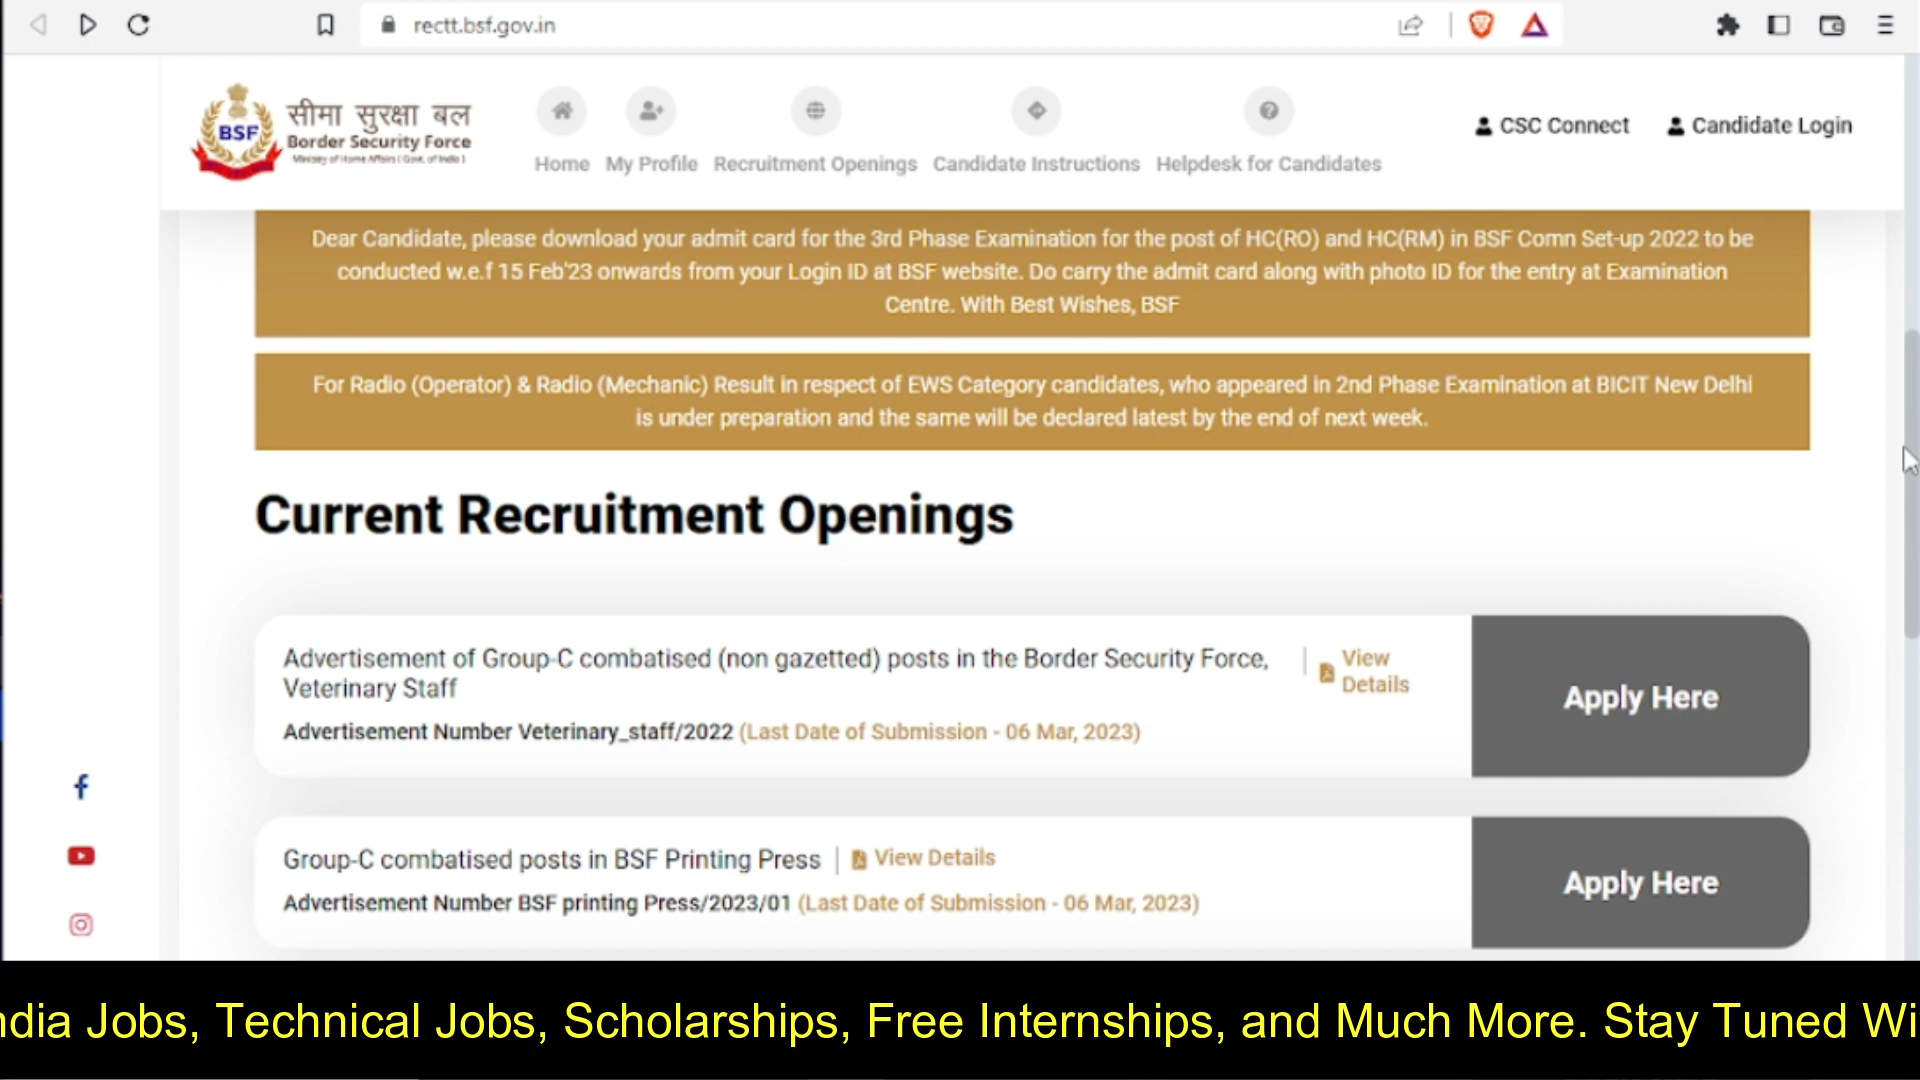 rectt.bsf.gov.in
BSF
सीमा सुरक्षा बल
Border Security Force
Ministry of Home Affairs ( Govt. of India )
Home
My Profile
Recruitment Openings
Candidate Instructions
Helpdesk for Candidates
CSC Connect
Candidate Login
Dear Candidate, please download your admit card for the 3rd Phase Examination for the post of HC(RO) and HC(RM) in BSF Comn Set-up 2022 to be
conducted w.e.f 15 Feb'23 onwards from your Login ID at BSF website. Do carry the admit card along with photo ID for the entry at Examination
Centre. With Best Wishes, BSF
For Radio (Operator) & Radio (Mechanic) Result in respect of EWS Category candidates, who appeared in 2nd Phase Examination at BICIT New Delhi
is under preparation and the same will be declared latest by the end of next week.
Current Recruitment Openings
Advertisement of Group-C combatised (non gazetted) posts in the Border Security Force,
Veterinary Staff
View
Details
Advertisement Number Veterinary_staff/2022 (Last Date of Submission - 06 Mar, 2023)
Apply Here
Group-C combatised posts in BSF Printing Press | View Details
Advertisement Number BSF printing Press/2023/01 (Last Date of Submission - 06 Mar, 2023)
Apply Here
ndia Jobs, Technical Jobs, Scholarships, Free Internships, and Much More. Stay Tuned Wi